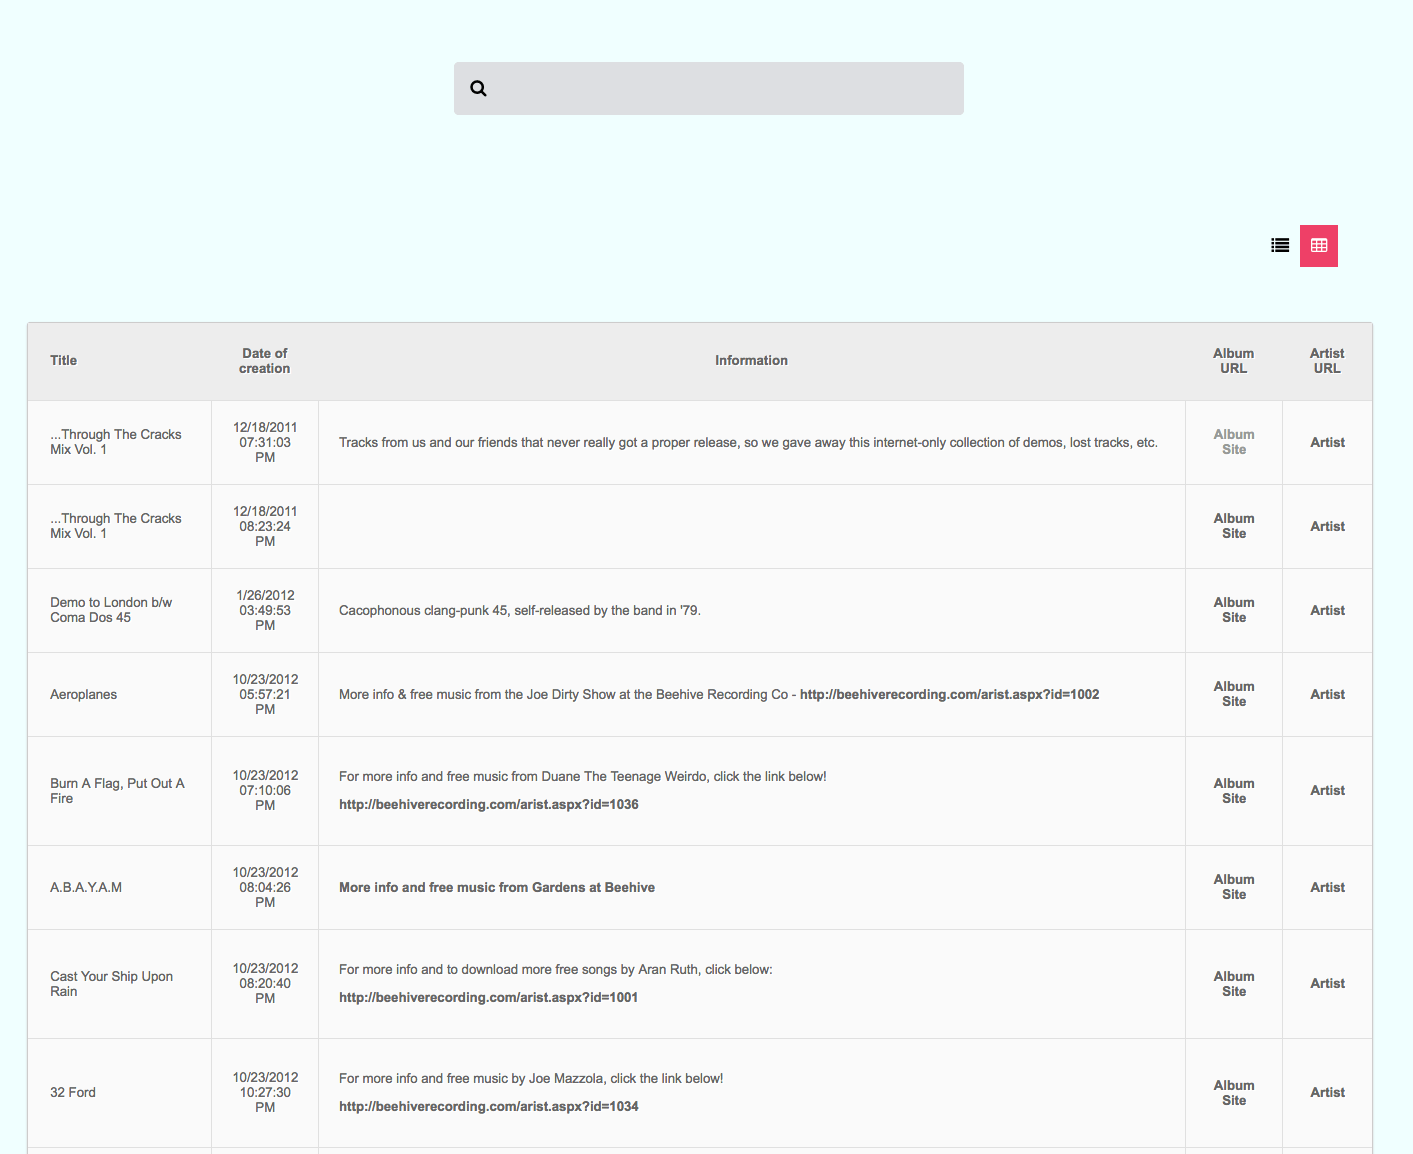 Title
Date of
creation
Information
Album
URL
Artist
URL
...Through The Cracks
Mix Vol. 1
12/18/2011
07:31:03
PM
Tracks from us and our friends that never really got a proper release, so we gave away this internet-only collection of demos, lost tracks, etc.
Album
Site
Artist
...Through The Cracks
Mix Vol. 1
12/18/2011
08:23:24
PM
Album
Site
Artist
Demo to London b/w
Coma Dos 45
1/26/2012
03:49:53
PM
Cacophonous clang-punk 45, self-released by the band in '79.
Album
Site
Artist
Aeroplanes
10/23/2012
05:57:21
PM
More info & free music from the Joe Dirty Show at the Beehive Recording Co - http://beehiverecording.com/arist.aspx?id=1002
Album
Site
Artist
Burn A Flag, Put Out A
Fire
10/23/2012
07:10:06
PM
For more info and free music from Duane The Teenage Weirdo, click the link below!
http://beehiverecording.com/arist.aspx?id=1036
Album
Site
Artist
A.B.A.Y.A.M
10/23/2012
08:04:26
PM
More info and free music from Gardens at Beehive
Album
Site
Artist
Cast Your Ship Upon
Rain
10/23/2012
08:20:40
PM
For more info and to download more free songs by Aran Ruth, click below:
http://beehiverecording.com/arist.aspx?id=1001
Album
Site
Artist
32 Ford
10/23/2012
10:27:30
PM
For more info and free music by Joe Mazzola, click the link below!
http://beehiverecording.com/arist.aspx?id=1034
Album
Site
Artist